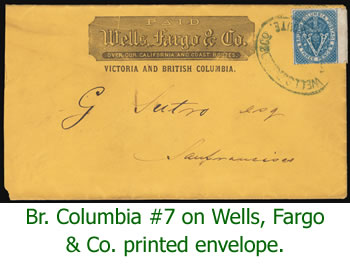 PAID
Wells, Fargo & Co.
OVER OUR CALIFORNIA AND COAST ROUTES.
VICTORIA AND BRITISH COLUMBIA.
WELLS
G Sutro esq
Sanfrancisco
Br. Columbia #7 on Wells, Fargo
& Co. printed envelope.